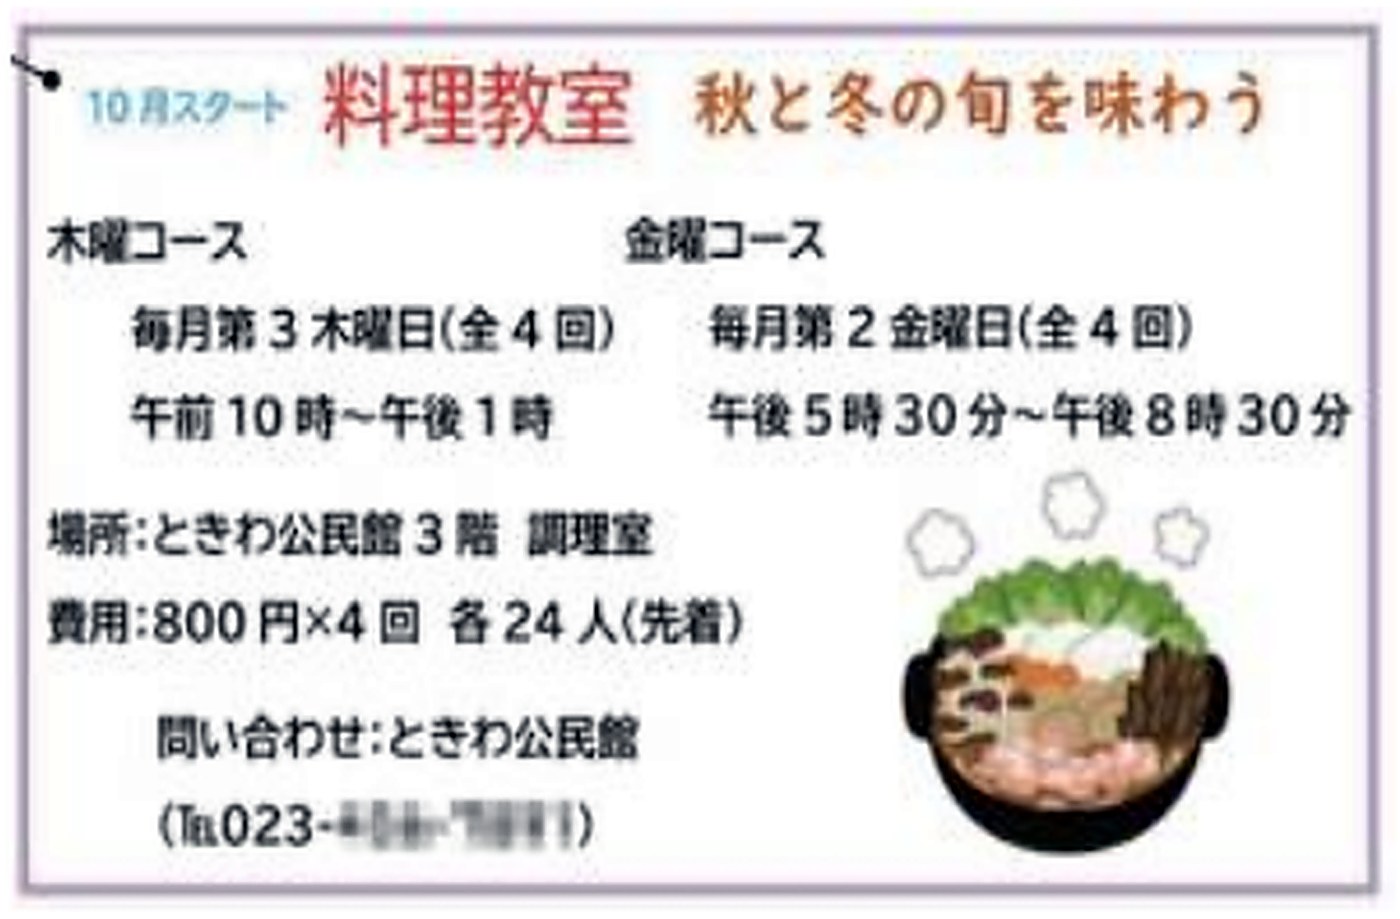 10月スタート 料理教室 秋と冬の旬を味わう
木曜コース
毎月第3木曜日(全4回)
午前10時～午後1時
金曜コース
毎月第2金曜日(全4回)
午後5時30分～午後8時30分
場所:ときわ公民館3階 調理室
費用:800円×4回 各24人(先着)
問い合わせ:ときわ公民館
(℡023-